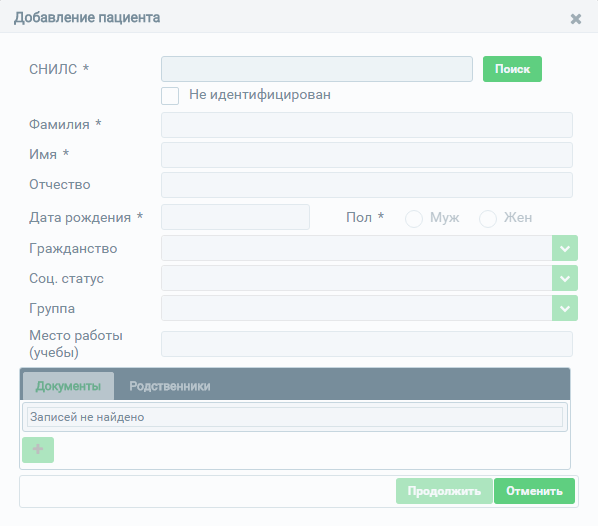 Добавление пациента
СНИЛС *
Поиск
Не идентифицирован
Фамилия *
Имя *
Отчество
Дата рождения * Пол * Муж Жен
Гражданство
Соц. статус
Группа
Место работы
(учебы)
Документы Родственники
Записей не найдено
Продолжить Отменить